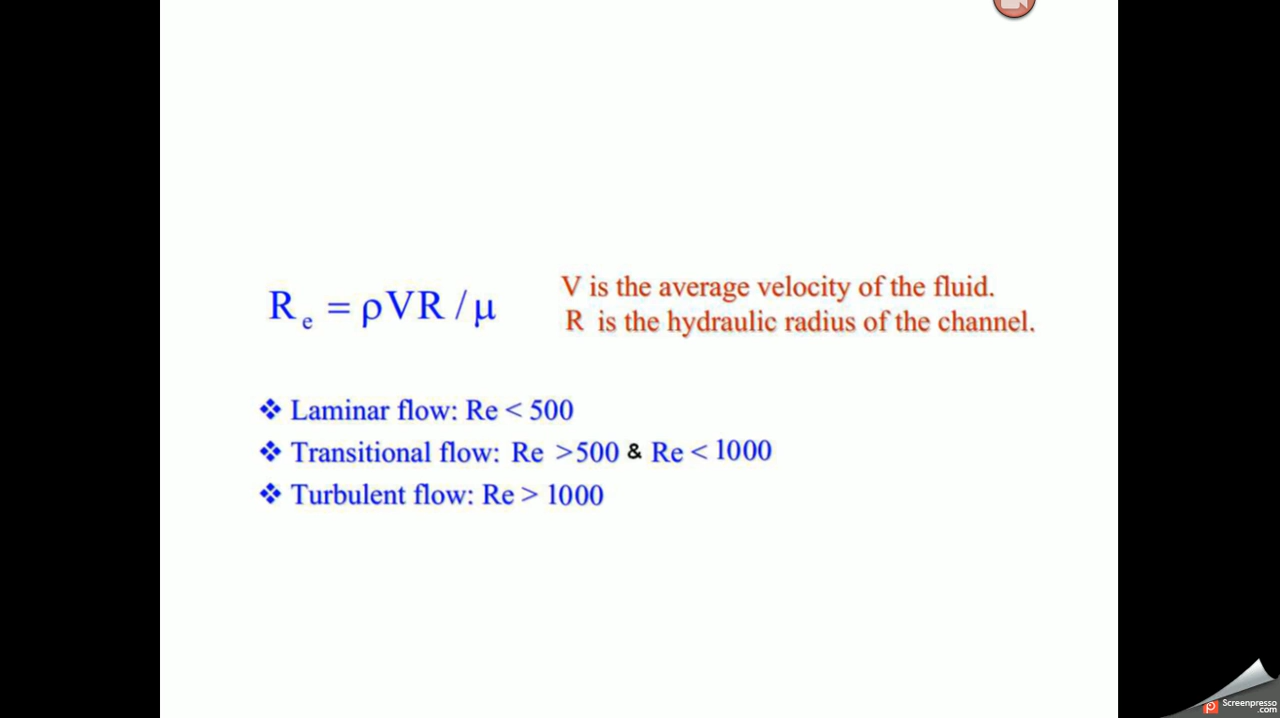 R e = ρVR / μ
V is the average velocity of the fluid.
R is the hydraulic radius of the channel.
❖ Laminar flow: Re < 500
❖ Transitional flow: Re >500 & Re < 1000
❖ Turbulent flow: Re > 1000
Screenpresso
.com